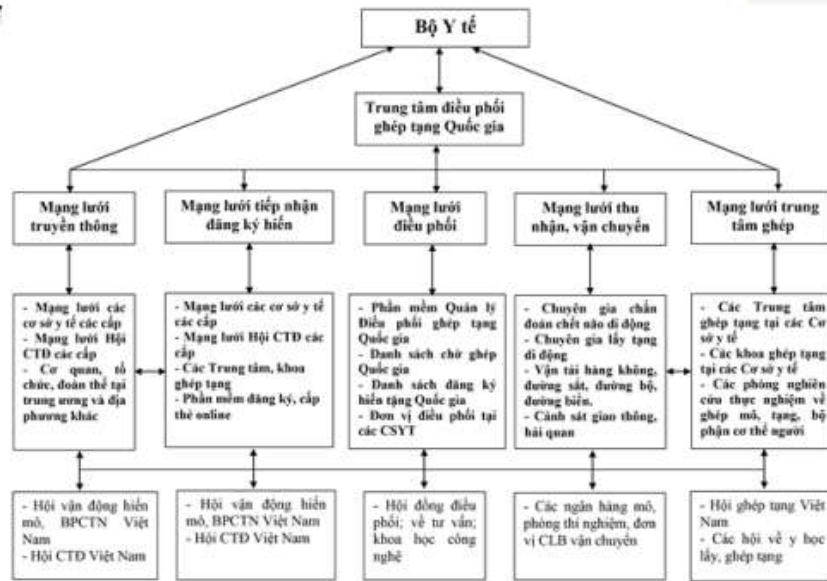 Bộ Y tế
Trung tâm điều phối
ghép tạng Quốc gia
Mạng lưới
truyền thông
Mạng lưới tiếp nhận
đăng ký hiến
Mạng lưới
điều phối
Mạng lưới thu
nhận, vận chuyển
Mạng lưới trung
tâm ghép
- Mạng lưới các
cơ sở y tế các cấp
- Mạng lưới Hội
CTĐ các cấp
- Cơ quan, tổ
chức, đoàn thể tại
trung ương và địa
phương khác
- Mạng lưới các cơ sở y tế
các cấp
- Mạng lưới Hội CTĐ các
cấp
- Các Trung tâm, khoa
ghép tạng
- Phần mềm đăng ký, cấp
thẻ online
- Phần mềm Quản lý
Điều phối ghép tạng
Quốc gia
- Danh sách chờ ghép
Quốc gia
- Danh sách đăng ký
hiến tặng Quốc gia
- Đơn vị điều phối tại
các CSYT
- Chuyên gia chẩn
đoán chết não di động
- Chuyên gia lấy tạng
di động
- Vận tải hàng không,
đường sắt, đường bộ,
đường biển.
- Cảnh sát giao thông,
hải quan
- Các Trung tâm
ghép tạng tại các Cơ
sở y tế
- Các khoa ghép tạng
tại các Cơ sở y tế
- Các phòng nghiên
cứu thực nghiệm về
ghép mô, tạng, bộ
phận cơ thể người
- Hội vận động hiến
mô, BPCTN Việt
Nam
- Hội CTĐ Việt Nam
- Hội vận động hiến
mô, BPCTN Việt Nam
- Hội CTĐ Việt Nam
- Hội đồng điều
phối; về tư vấn;
khoa học công
nghệ
- Các ngân hàng mô,
phòng thí nghiệm, đơn
vị CLB vận chuyển
- Hội ghép tạng Việt
Nam
- Các hội về y học
lấy, ghép tạng